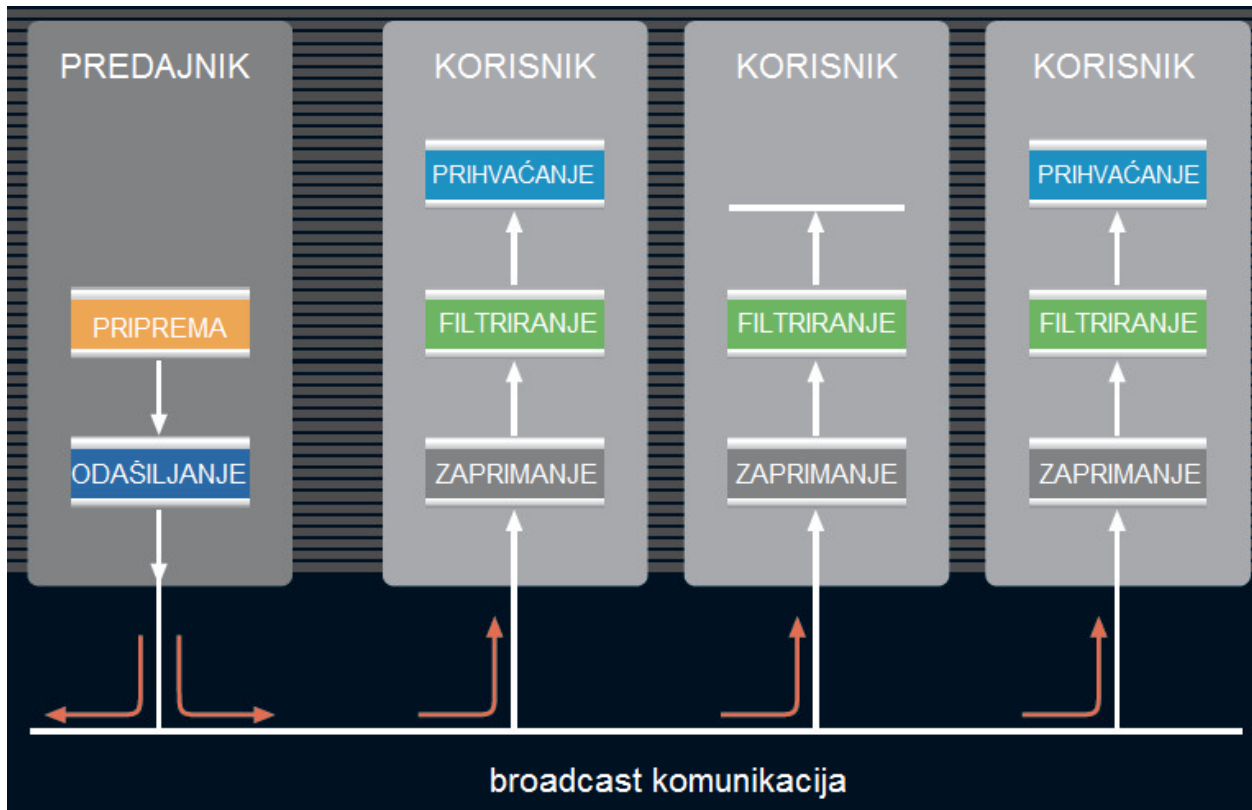 PREDAJNIK
PRIPREMA
ODAŠILJANJE
KORISNIK
PRIHVAĆANJE
FILTRIRANJE
ZAPRIMANJE
KORISNIK
FILTRIRANJE
ZAPRIMANJE
KORISNIK
PRIHVAĆANJE
FILTRIRANJE
ZAPRIMANJE
broadcast komunikacija